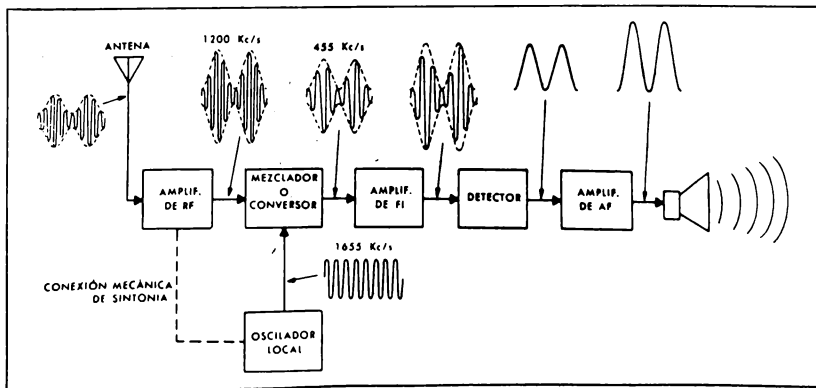 ANTENA
1200 Kc/s
455 Kc/s
AMPLIF.
DE RF
MEZCLADOR
O
CONVERSOR
AMPLIF.
DE FI
DETECTOR
AMPLIF.
DE AF
1655 Kc/s
CONEXIÓN MECÁNICA
DE SINTONIA
OSCILADOR
LOCAL